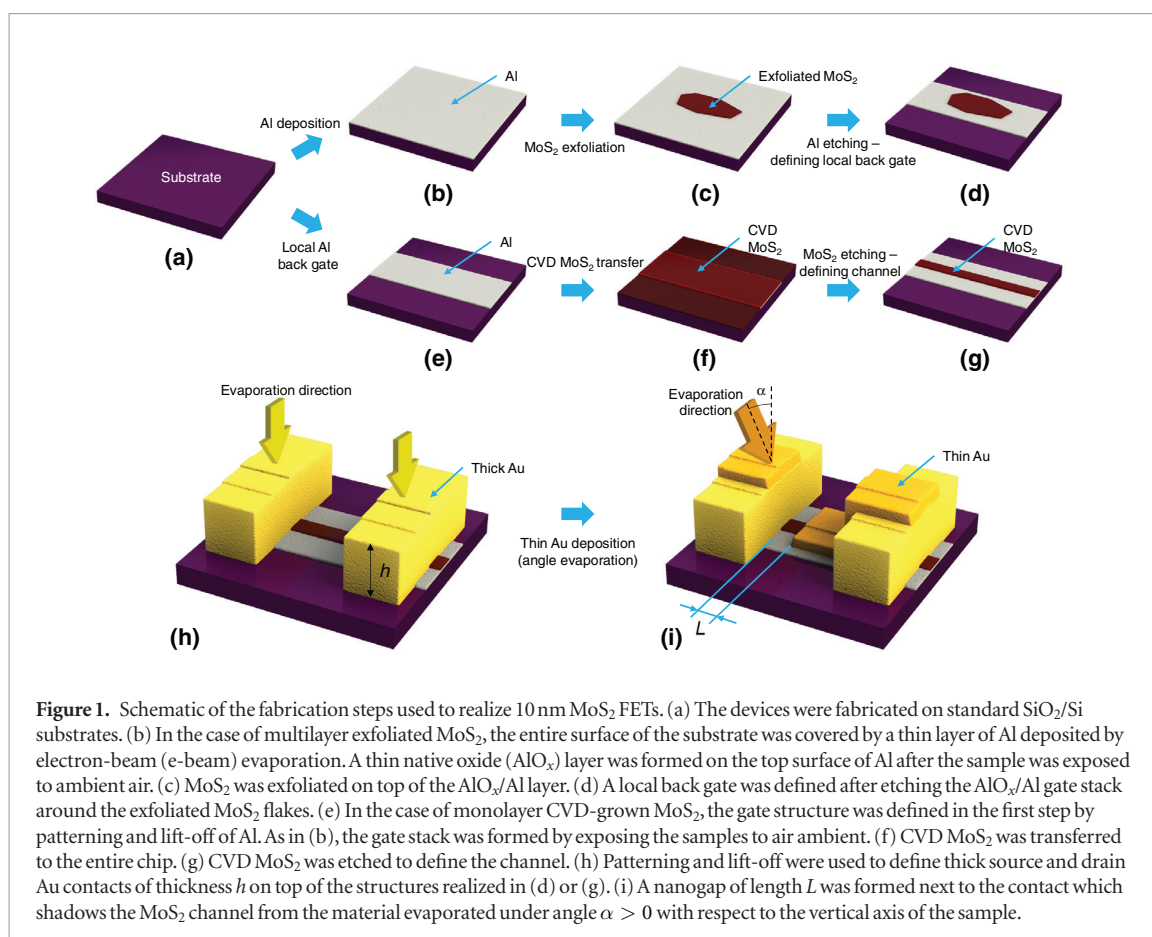 Al
Exfoliated MoS₂
Al deposition
MoS₂ exfoliation
Al etching –
defining local back gate
Substrate
(b)
(c)
(d)
(a)
Local Al
back gate
Al
CVD MoS₂ transfer
CVD
MoS₂
MoS₂ etching –
defining channel
CVD
MoS₂
(e)
(f)
(g)
Evaporation direction
Thick Au
h
(h)
Thin Au deposition
(angle evaporation)
Evaporation
direction
α
Thin Au
L
(i)
Figure 1. Schematic of the fabrication steps used to realize 10 nm MoS₂ FETs. (a) The devices were fabricated on standard SiO₂/Si
substrates. (b) In the case of multilayer exfoliated MoS₂, the entire surface of the substrate was covered by a thin layer of Al deposited by
electron-beam (e-beam) evaporation. A thin native oxide (AlOₓ) layer was formed on the top surface of Al after the sample was exposed
to ambient air. (c) MoS₂ was exfoliated on top of the AlOₓ/Al layer. (d) A local back gate was defined after etching the AlOₓ/Al gate stack
around the exfoliated MoS₂ flakes. (e) In the case of monolayer CVD-grown MoS₂, the gate structure was defined in the first step by
patterning and lift-off of Al. As in (b), the gate stack was formed by exposing the samples to air ambient. (f) CVD MoS₂ was transferred
to the entire chip. (g) CVD MoS₂ was etched to define the channel. (h) Patterning and lift-off were used to define thick source and drain
Au contacts of thickness h on top of the structures realized in (d) or (g). (i) A nanogap of length L was formed next to the contact which
shadows the MoS₂ channel from the material evaporated under angle α > 0 with respect to the vertical axis of the sample.